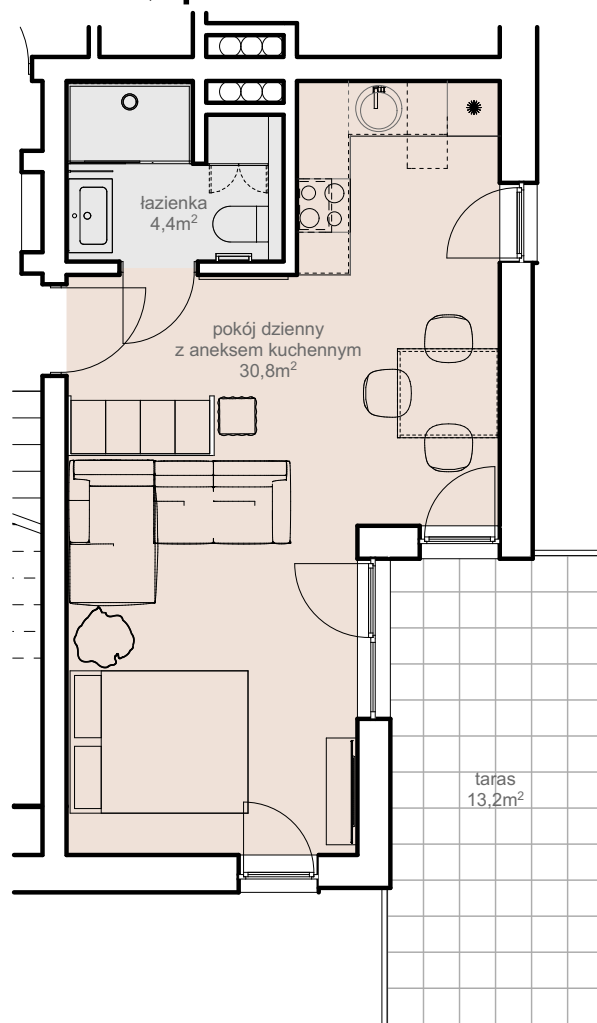 łazienka
4,4m²
pokój dzienny
z aneksem kuchennym
30,8m²
taras
13,2m²